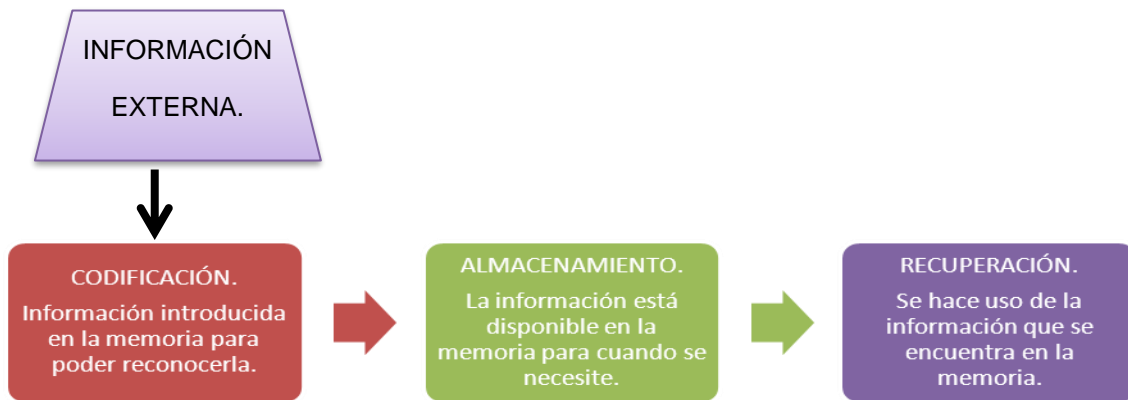 INFORMACIÓN
EXTERNA.
CODIFICACIÓN.
Información introducida
en la memoria para
poder reconocerla.
ALMACENAMIENTO.
La información está
disponible en la
memoria para cuando se
necesite.
RECUPERACIÓN.
Se hace uso de la
información que se
encuentra en la
memoria.